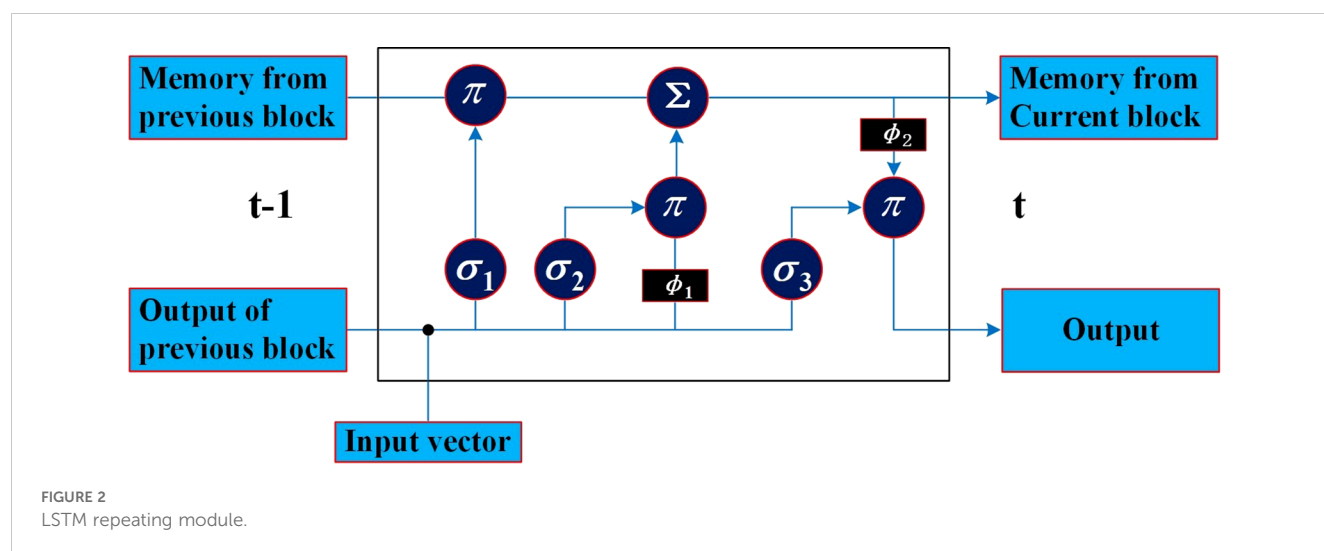 Memory from
previous block
π
Σ
Memory from
Current block
ϕ₂
t-1
π
π
t
σ₁
σ₂
ϕ₁
σ₃
Output of
previous block
Output
Input vector
FIGURE 2
LSTM repeating module.